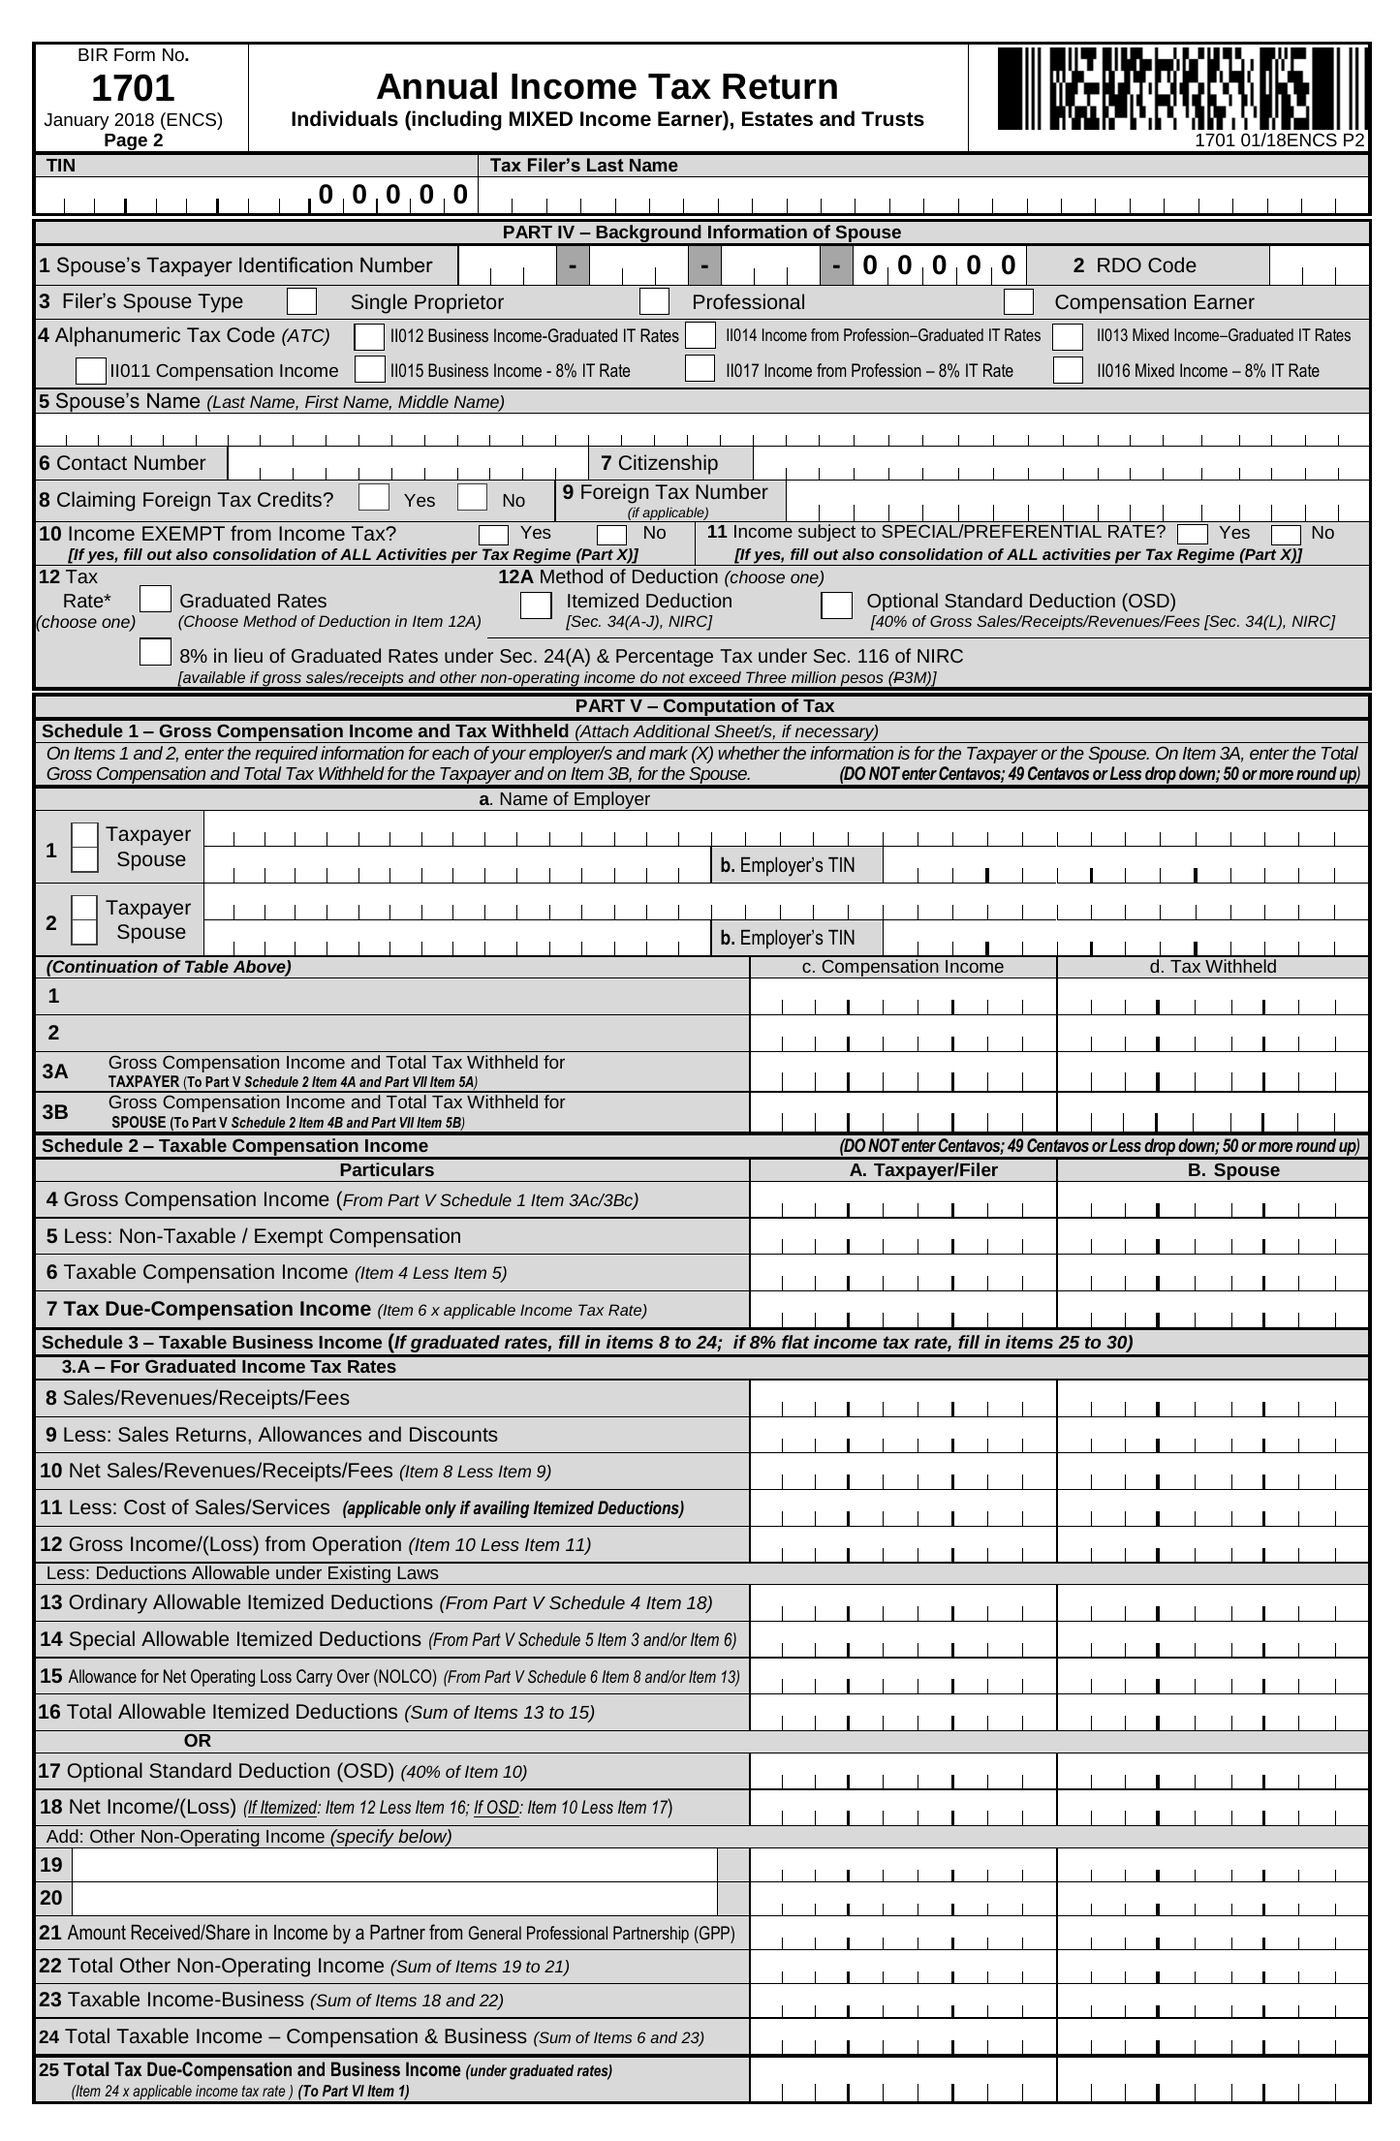 BIR Form No.
1701
January 2018 (ENCS)
Page 2
Annual Income Tax Return
Individuals (including MIXED Income Earner), Estates and Trusts
1701 01/18ENCS P2
TIN
Tax Filer’s Last Name
0 0 0 0 0
PART IV – Background Information of Spouse
1 Spouse’s Taxpayer Identification Number - - - 0 0 0 0 0 2 RDO Code
3 Filer’s Spouse Type Single Proprietor Professional Compensation Earner
4 Alphanumeric Tax Code (ATC) II012 Business Income-Graduated IT Rates II014 Income from Profession–Graduated IT Rates II013 Mixed Income–Graduated IT Rates
II011 Compensation Income II015 Business Income - 8% IT Rate II017 Income from Profession – 8% IT Rate II016 Mixed Income – 8% IT Rate
5 Spouse’s Name (Last Name, First Name, Middle Name)
6 Contact Number 7 Citizenship
8 Claiming Foreign Tax Credits? Yes No 9 Foreign Tax Number
(if applicable)
10 Income EXEMPT from Income Tax? Yes No 11 Income subject to SPECIAL/PREFERENTIAL RATE? Yes No
[If yes, fill out also consolidation of ALL Activities per Tax Regime (Part X)] [If yes, fill out also consolidation of ALL activities per Tax Regime (Part X)]
12 Tax 12A Method of Deduction (choose one)
Rate* Graduated Rates Itemized Deduction Optional Standard Deduction (OSD)
(choose one) (Choose Method of Deduction in Item 12A) [Sec. 34(A-J), NIRC] [40% of Gross Sales/Receipts/Revenues/Fees [Sec. 34(L), NIRC]
8% in lieu of Graduated Rates under Sec. 24(A) & Percentage Tax under Sec. 116 of NIRC
[available if gross sales/receipts and other non-operating income do not exceed Three million pesos (₱3M)]
PART V – Computation of Tax
Schedule 1 – Gross Compensation Income and Tax Withheld (Attach Additional Sheet/s, if necessary)
On Items 1 and 2, enter the required information for each of your employer/s and mark (X) whether the information is for the Taxpayer or the Spouse. On Item 3A, enter the Total
Gross Compensation and Total Tax Withheld for the Taxpayer and on Item 3B, for the Spouse. (DO NOT enter Centavos; 49 Centavos or Less drop down; 50 or more round up)
a. Name of Employer
1 Taxpayer
Spouse b. Employer’s TIN
2 Taxpayer
Spouse b. Employer’s TIN
(Continuation of Table Above) c. Compensation Income d. Tax Withheld
1
2
3A Gross Compensation Income and Total Tax Withheld for
TAXPAYER (To Part V Schedule 2 Item 4A and Part VII Item 5A)
3B Gross Compensation Income and Total Tax Withheld for
SPOUSE (To Part V Schedule 2 Item 4B and Part VII Item 5B)
Schedule 2 – Taxable Compensation Income (DO NOT enter Centavos; 49 Centavos or Less drop down; 50 or more round up)
Particulars A. Taxpayer/Filer B. Spouse
4 Gross Compensation Income (From Part V Schedule 1 Item 3Ac/3Bc)
5 Less: Non-Taxable / Exempt Compensation
6 Taxable Compensation Income (Item 4 Less Item 5)
7 Tax Due-Compensation Income (Item 6 x applicable Income Tax Rate)
Schedule 3 – Taxable Business Income (If graduated rates, fill in items 8 to 24; if 8% flat income tax rate, fill in items 25 to 30)
3.A – For Graduated Income Tax Rates
8 Sales/Revenues/Receipts/Fees
9 Less: Sales Returns, Allowances and Discounts
10 Net Sales/Revenues/Receipts/Fees (Item 8 Less Item 9)
11 Less: Cost of Sales/Services (applicable only if availing Itemized Deductions)
12 Gross Income/(Loss) from Operation (Item 10 Less Item 11)
Less: Deductions Allowable under Existing Laws
13 Ordinary Allowable Itemized Deductions (From Part V Schedule 4 Item 18)
14 Special Allowable Itemized Deductions (From Part V Schedule 5 Item 3 and/or Item 6)
15 Allowance for Net Operating Loss Carry Over (NOLCO) (From Part V Schedule 6 Item 8 and/or Item 13)
16 Total Allowable Itemized Deductions (Sum of Items 13 to 15)
OR
17 Optional Standard Deduction (OSD) (40% of Item 10)
18 Net Income/(Loss) (If Itemized: Item 12 Less Item 16; If OSD: Item 10 Less Item 17)
Add: Other Non-Operating Income (specify below)
19
20
21 Amount Received/Share in Income by a Partner from General Professional Partnership (GPP)
22 Total Other Non-Operating Income (Sum of Items 19 to 21)
23 Taxable Income-Business (Sum of Items 18 and 22)
24 Total Taxable Income – Compensation & Business (Sum of Items 6 and 23)
25 Total Tax Due-Compensation and Business Income (under graduated rates)
(Item 24 x applicable income tax rate ) (To Part VI Item 1)